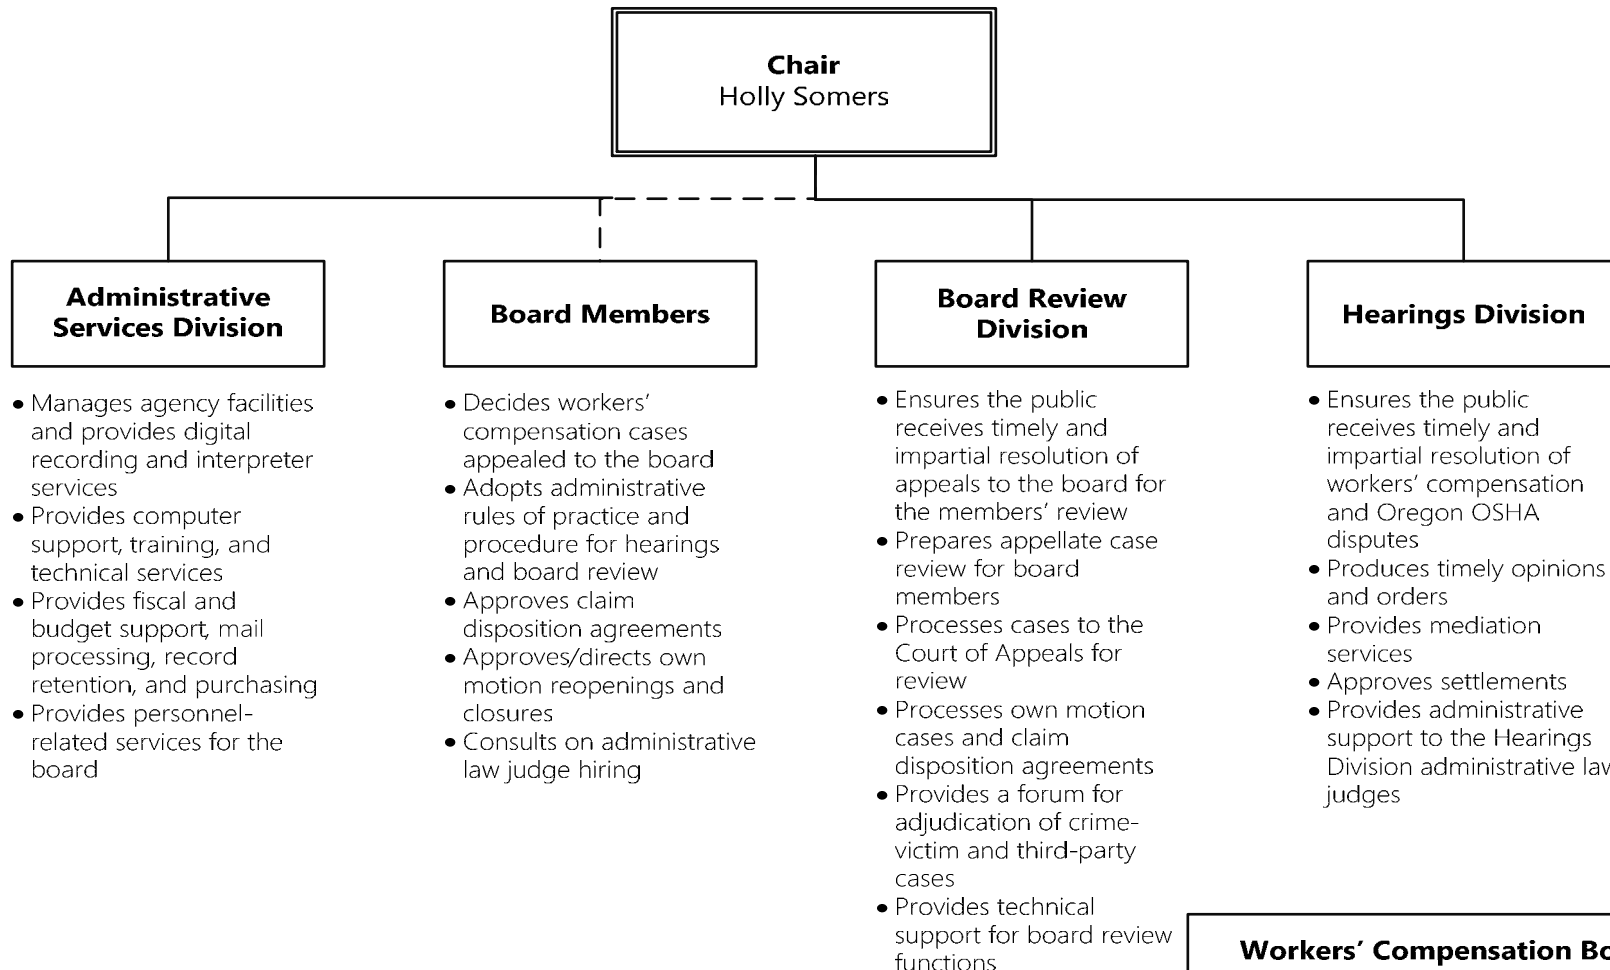 Chair
Holly Somers
Administrative
Services Division
• Manages agency facilities
and provides digital
recording and interpreter
services
• Provides computer
support, training, and
technical services
• Provides fiscal and
budget support, mail
processing, record
retention, and purchasing
• Provides personnel-
related services for the
board
Board Members
• Decides workers’
compensation cases
appealed to the board
• Adopts administrative
rules of practice and
procedure for hearings
and board review
• Approves claim
disposition agreements
• Approves/directs own
motion reopenings and
closures
• Consults on administrative
law judge hiring
Board Review
Division
• Ensures the public
receives timely and
impartial resolution of
appeals to the board for
the members’ review
• Prepares appellate case
review for board
members
• Processes cases to the
Court of Appeals for
review
• Processes own motion
cases and claim
disposition agreements
• Provides a forum for
adjudication of crime-
victim and third-party
cases
• Provides technical
support for board review
functions
Hearings Division
• Ensures the public
receives timely and
impartial resolution of
workers’ compensation
and Oregon OSHA
disputes
• Produces timely opinions
and orders
• Provides mediation
services
• Approves settlements
• Provides administrative
support to the Hearings
Division administrative law
judges
Workers’ Compensation Bo